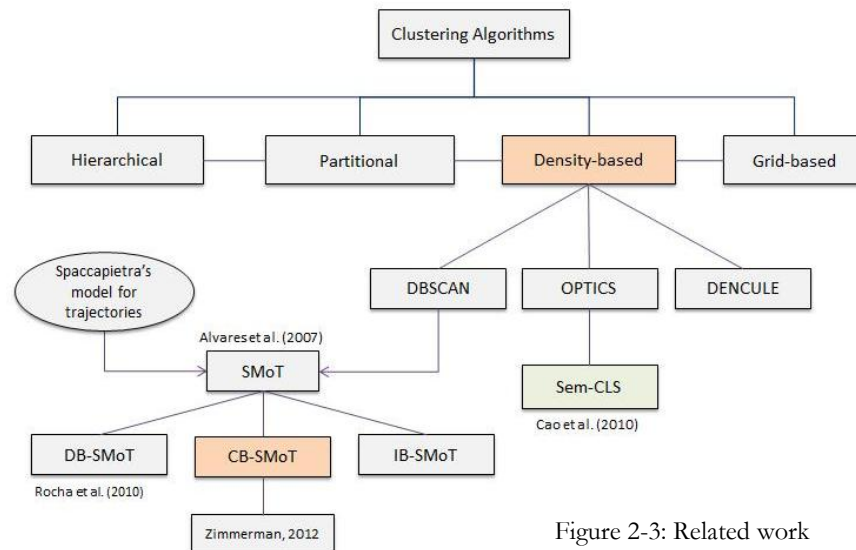 Clustering Algorithms
Hierarchical
Partitional
Density-based
Grid-based
Spaccapietra's
model for
trajectories
DBSCAN
OPTICS
DENCULE
Alvares et al. (2007)
SMoT
Sem-CLS
Cao et al. (2010)
DB-SMoT
CB-SMoT
IB-SMoT
Rocha et al. (2010)
Zimmerman, 2012
Figure 2-3: Related work